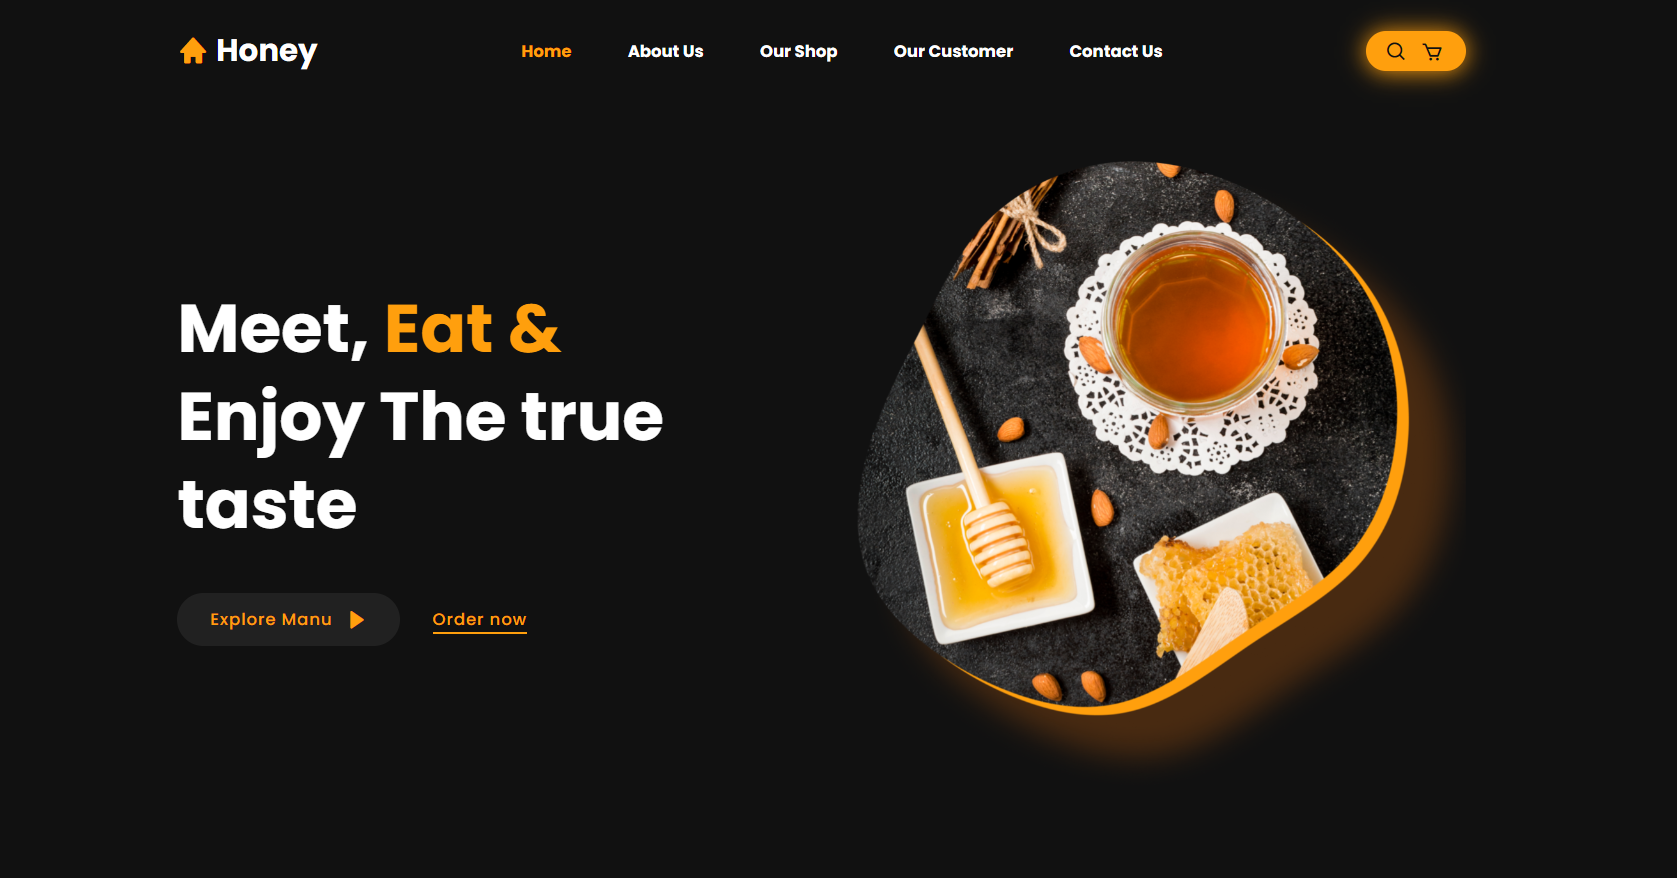 Honey
Home About Us Our Shop Our Customer Contact Us
Meet, Eat &
Enjoy The true
taste
Explore Manu Order now